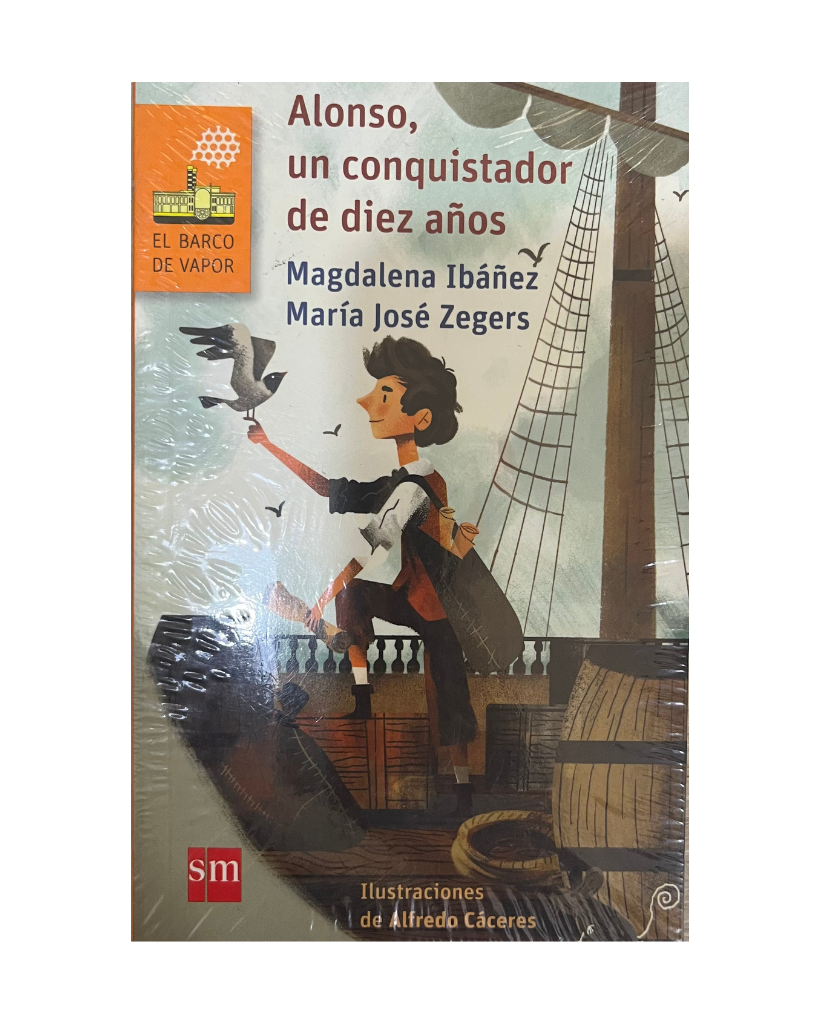 Alonso,
un conquistador
de diez años
Magdalena Ibáñez
María José Zegers
EL BARCO
DE VAPOR
sm
Ilustraciones
de Alfredo Cáceres